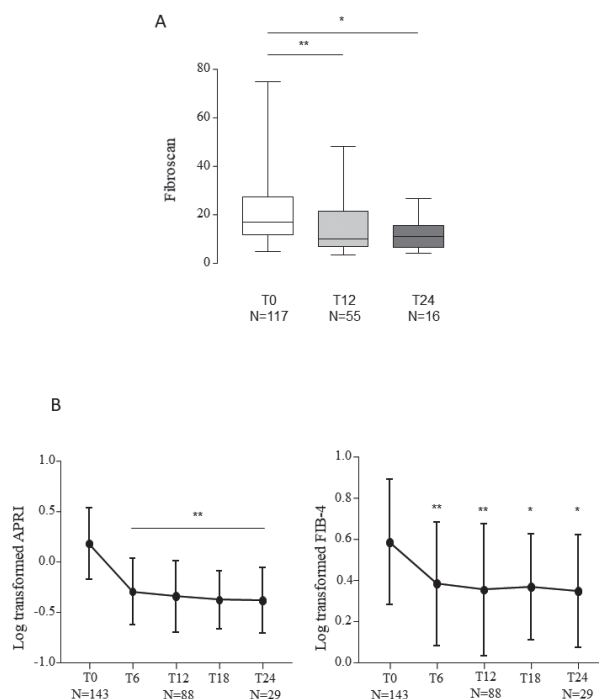 A
*
**
80
60
40
20
0
Fibroscan
T0 T12 T24
N=117 N=55 N=16
B
1.0
0.5
0.0
-0.5
-1.0
Log transformed APRI
**
T0 T6 T12 T18 T24
N=143 N=88 N=29
1.0
0.8
0.6
0.4
0.2
0.0
Log transformed FIB-4
** ** * *
T0 T6 T12 T18 T24
N=143 N=88 N=29